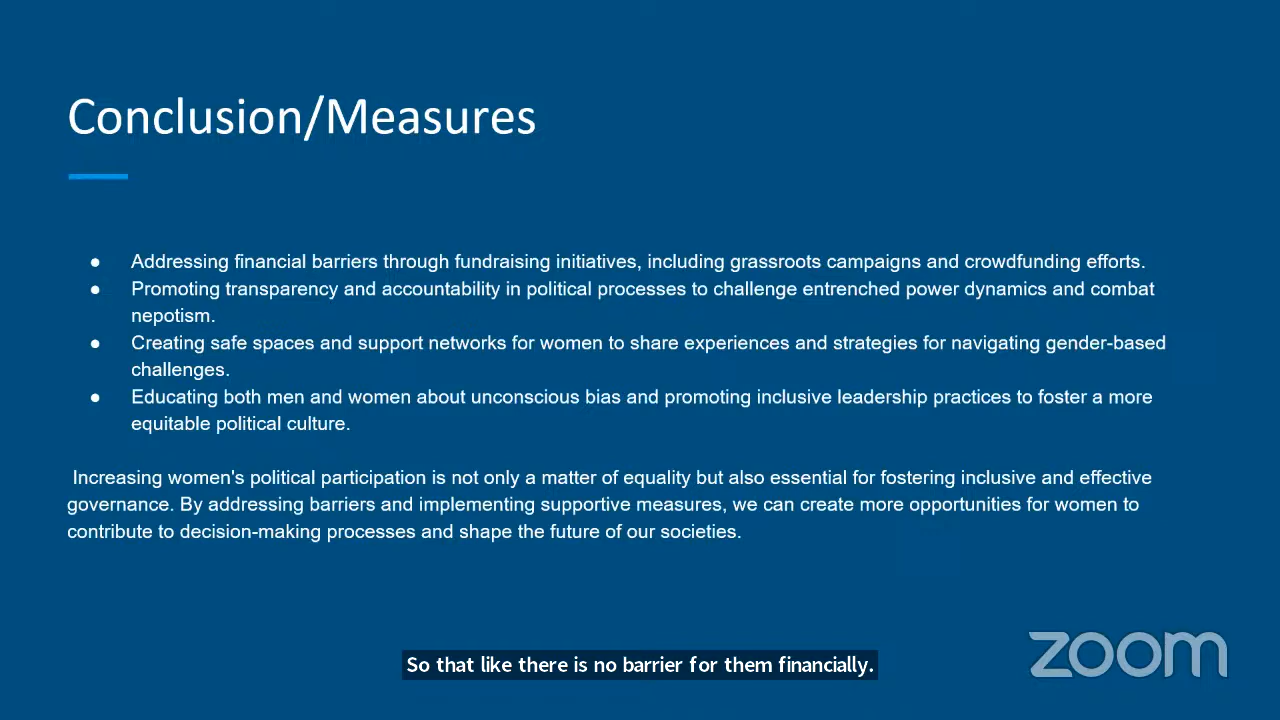 Conclusion/Measures
● Addressing financial barriers through fundraising initiatives, including grassroots campaigns and crowdfunding efforts.
● Promoting transparency and accountability in political processes to challenge entrenched power dynamics and combat
nepotism.
● Creating safe spaces and support networks for women to share experiences and strategies for navigating gender-based
challenges.
● Educating both men and women about unconscious bias and promoting inclusive leadership practices to foster a more
equitable political culture.
Increasing women's political participation is not only a matter of equality but also essential for fostering inclusive and effective
governance. By addressing barriers and implementing supportive measures, we can create more opportunities for women to
contribute to decision-making processes and shape the future of our societies.
So that like there is no barrier for them financially.
zoom